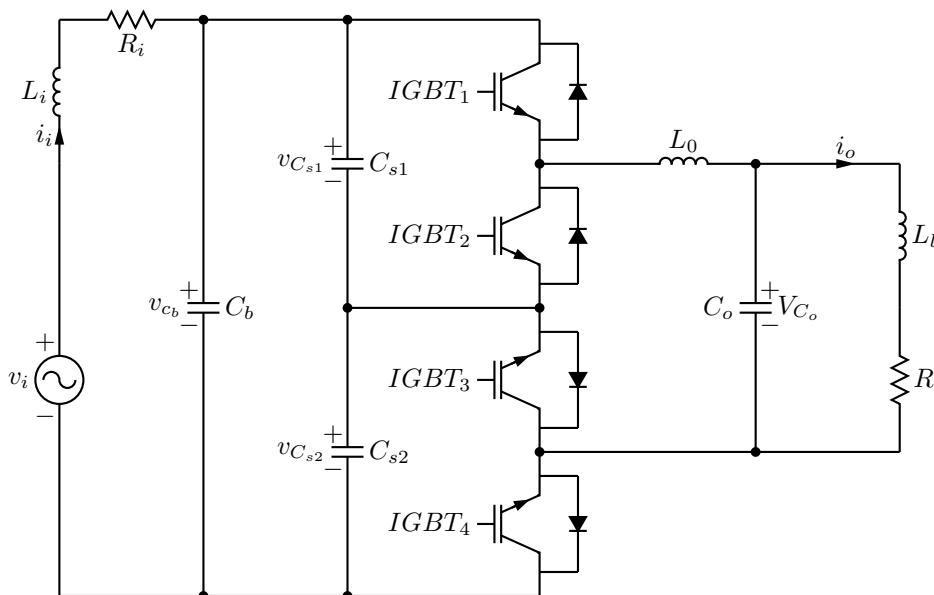 R_i
L_i
i_i
v_i
+
−
v_{c_b}
+
−
C_b
v_{C_{s1}}
+
−
C_{s1}
v_{C_{s2}}
+
−
C_{s2}
IGBT_1
IGBT_2
IGBT_3
IGBT_4
L_0
i_o
C_o
+
−
V_{C_o}
L_l
R